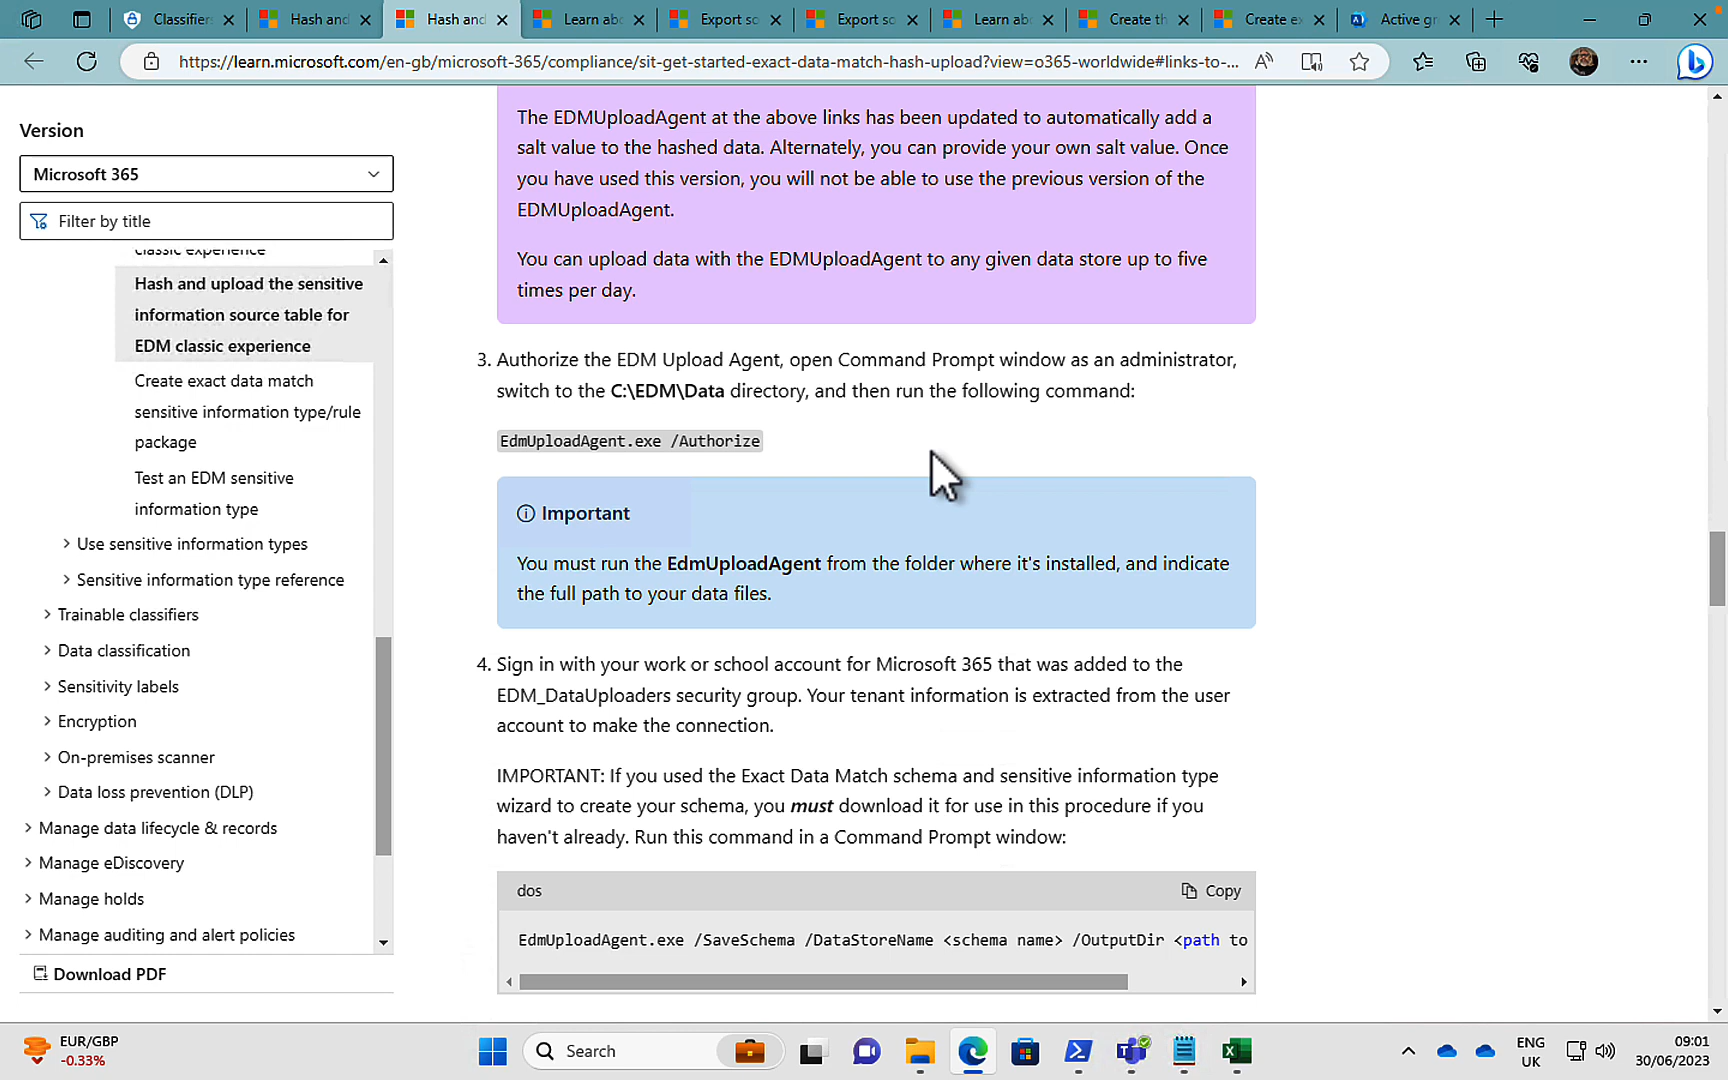 Classifiers
Hash and
Hash and
Learn abo
Export so
Export so
Learn abo
Create th
Create ex
Active gr
https://learn.microsoft.com/en-gb/microsoft-365/compliance/sit-get-started-exact-data-match-hash-upload?view=o365-worldwide#links-to-...
Version
Microsoft 365
Filter by title
classic experience
Hash and upload the sensitive
information source table for
EDM classic experience
Create exact data match
sensitive information type/rule
package
Test an EDM sensitive
information type
Use sensitive information types
Sensitive information type reference
Trainable classifiers
Data classification
Sensitivity labels
Encryption
On-premises scanner
Data loss prevention (DLP)
Manage data lifecycle & records
Manage eDiscovery
Manage holds
Manage auditing and alert policies
Download PDF
The EDMUploadAgent at the above links has been updated to automatically add a
salt value to the hashed data. Alternately, you can provide your own salt value. Once
you have used this version, you will not be able to use the previous version of the
EDMUploadAgent.
You can upload data with the EDMUploadAgent to any given data store up to five
times per day.
3. Authorize the EDM Upload Agent, open Command Prompt window as an administrator,
switch to the C:\EDM\Data directory, and then run the following command:
EdmUploadAgent.exe /Authorize
Important
You must run the EdmUploadAgent from the folder where it's installed, and indicate
the full path to your data files.
4. Sign in with your work or school account for Microsoft 365 that was added to the
EDM_DataUploaders security group. Your tenant information is extracted from the user
account to make the connection.
IMPORTANT: If you used the Exact Data Match schema and sensitive information type
wizard to create your schema, you must download it for use in this procedure if you
haven't already. Run this command in a Command Prompt window:
dos
Copy
EdmUploadAgent.exe /SaveSchema /DataStoreName <schema name> /OutputDir <path to
EUR/GBP
-0.33%
Search
ENG
UK
09:01
30/06/2023